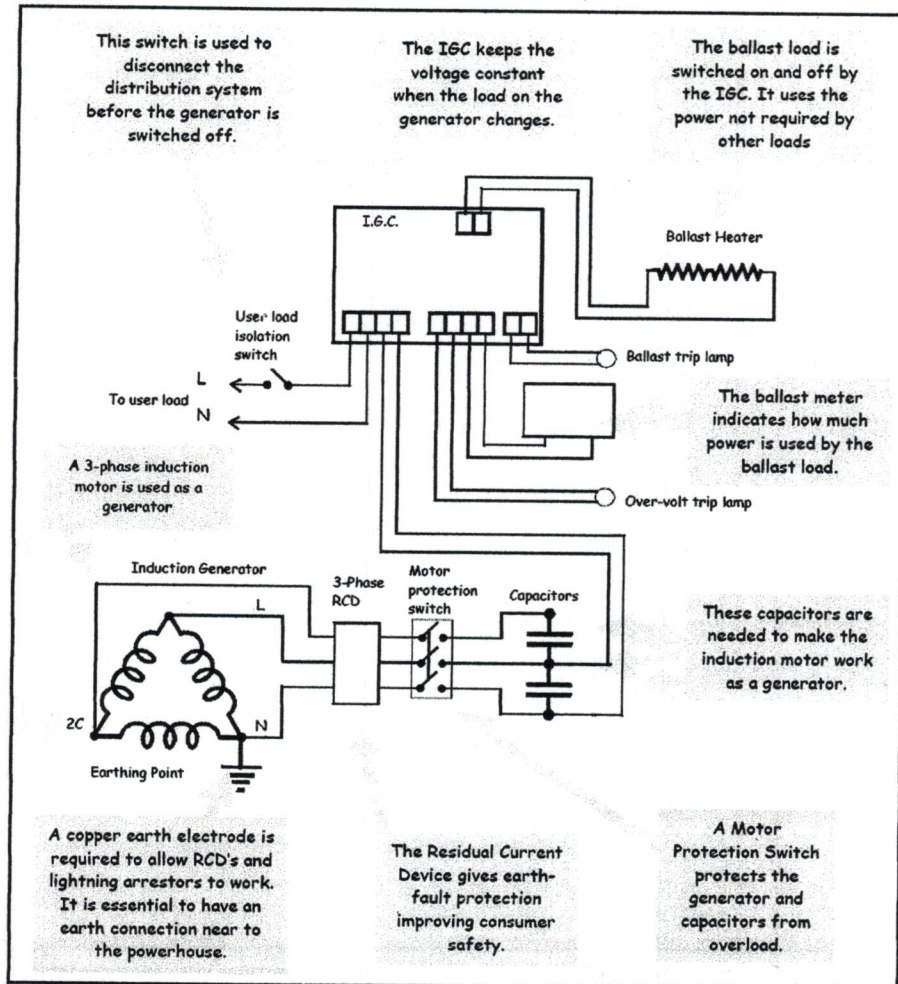 This switch is used to
disconnect the
distribution system
before the generator is
switched off.
The IGC keeps the
voltage constant
when the load on the
generator changes.
The ballast load is
switched on and off by
the IGC. It uses the
power not required by
other loads
I.G.C.
Ballast Heater
User load
isolation
switch
Ballast trip lamp
L
To user load
N
The ballast meter
indicates how much
power is used by the
ballast load.
A 3-phase induction
motor is used as a
generator
Over-volt trip lamp
Induction Generator
3-Phase
RCD
Motor
protection
switch
Capacitors
L
These capacitors are
needed to make the
induction motor work
as a generator.
2C
N
Earthing Point
A copper earth electrode is
required to allow RCD's and
lightning arrestors to work.
It is essential to have an
earth connection near to
the powerhouse.
The Residual Current
Device gives earth-
fault protection
improving consumer
safety.
A Motor
Protection Switch
protects the
generator and
capacitors from
overload.